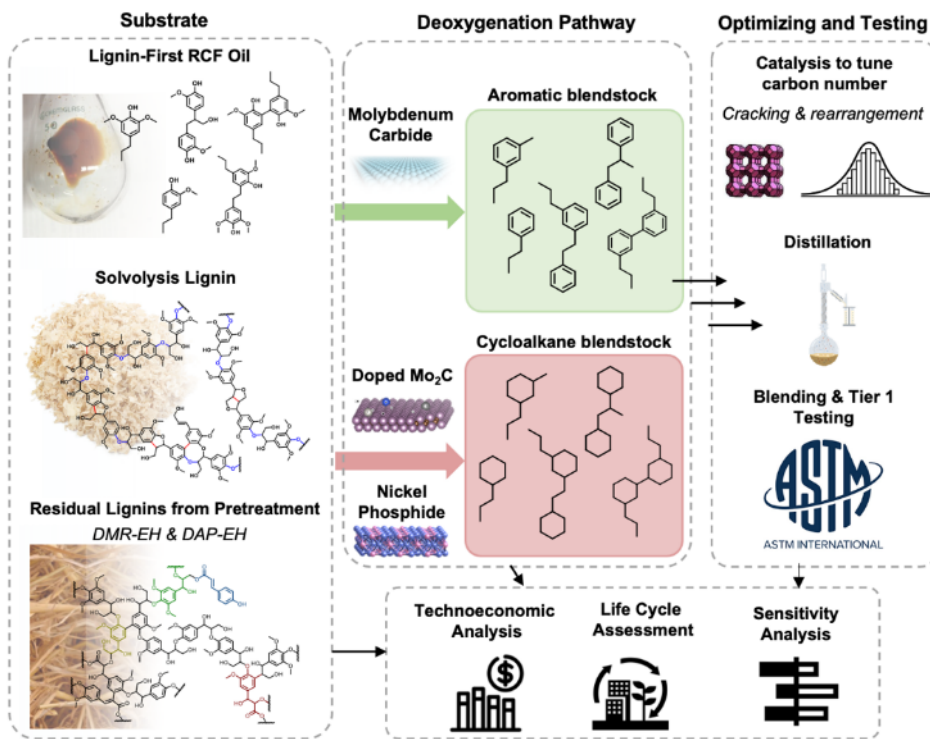 Substrate
Lignin-First RCF Oil
Solvolysis Lignin
Residual Lignins from Pretreatment
DMR-EH & DAP-EH
Deoxygenation Pathway
Molybdenum
Carbide
Aromatic blendstock
Doped Mo₂C
Nickel
Phosphide
Cycloalkane blendstock
Optimizing and Testing
Catalysis to tune
carbon number
Cracking & rearrangement
Distillation
Blending & Tier 1
Testing
ASTM
ASTM INTERNATIONAL
Technoeconomic
Analysis
$
Life Cycle
Assessment
Sensitivity
Analysis